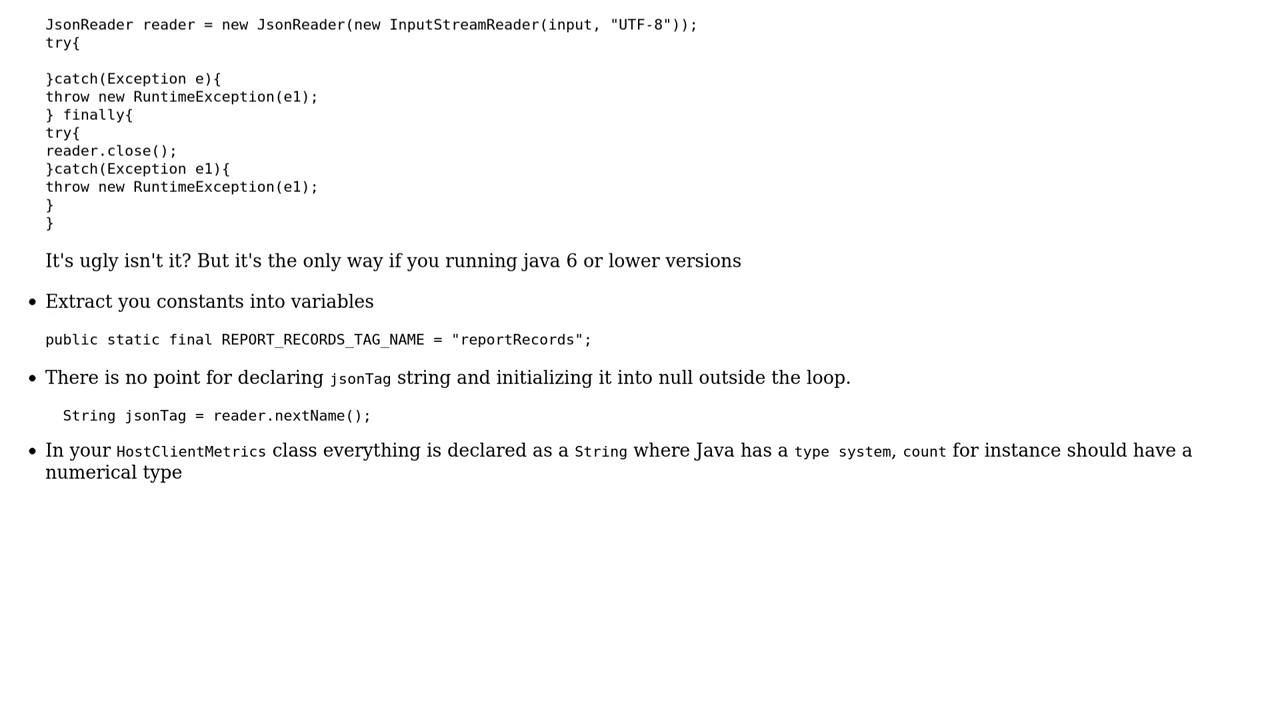 JsonReader reader = new JsonReader(new InputStreamReader(input, "UTF-8"));
try{
}catch(Exception e){
throw new RuntimeException(e1);
} finally{
try{
reader.close();
}catch(Exception e1){
throw new RuntimeException(e1);
}
}
It's ugly isn't it? But it's the only way if you running java 6 or lower versions
• Extract you constants into variables
public static final REPORT_RECORDS_TAG_NAME = "reportRecords";
• There is no point for declaring jsonTag string and initializing it into null outside the loop.
String jsonTag = reader.nextName();
• In your HostClientMetrics class everything is declared as a String where Java has a type system, count for instance should have a
numerical type